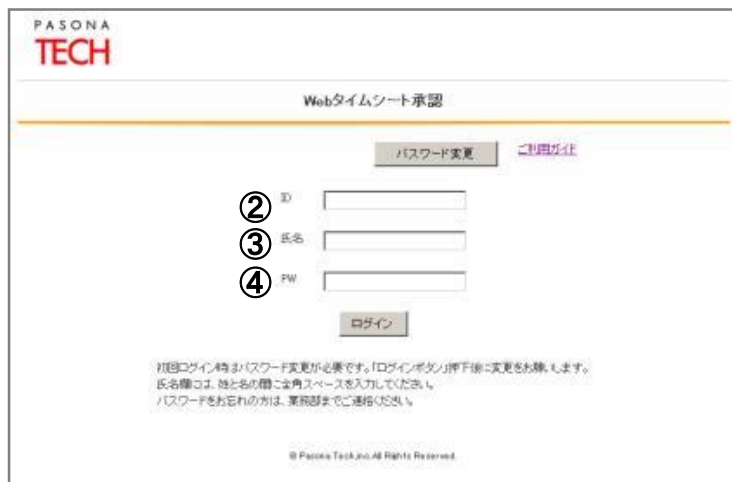 PASONA
TECH
Webタイムシート承認
パスワード変更 ご利用ガイド
② ID
③ 氏名
④ PW
ログイン
初回ログイン時はパスワード変更が必要です。「ログインボタン」押下後に変更をお願いします。
氏名欄には、姓と名の間に全角スペースを入力してください。
パスワードをお忘れの方は、業務部までご連絡ください。
© Pasona Tech,inc.All Rights Reserved.